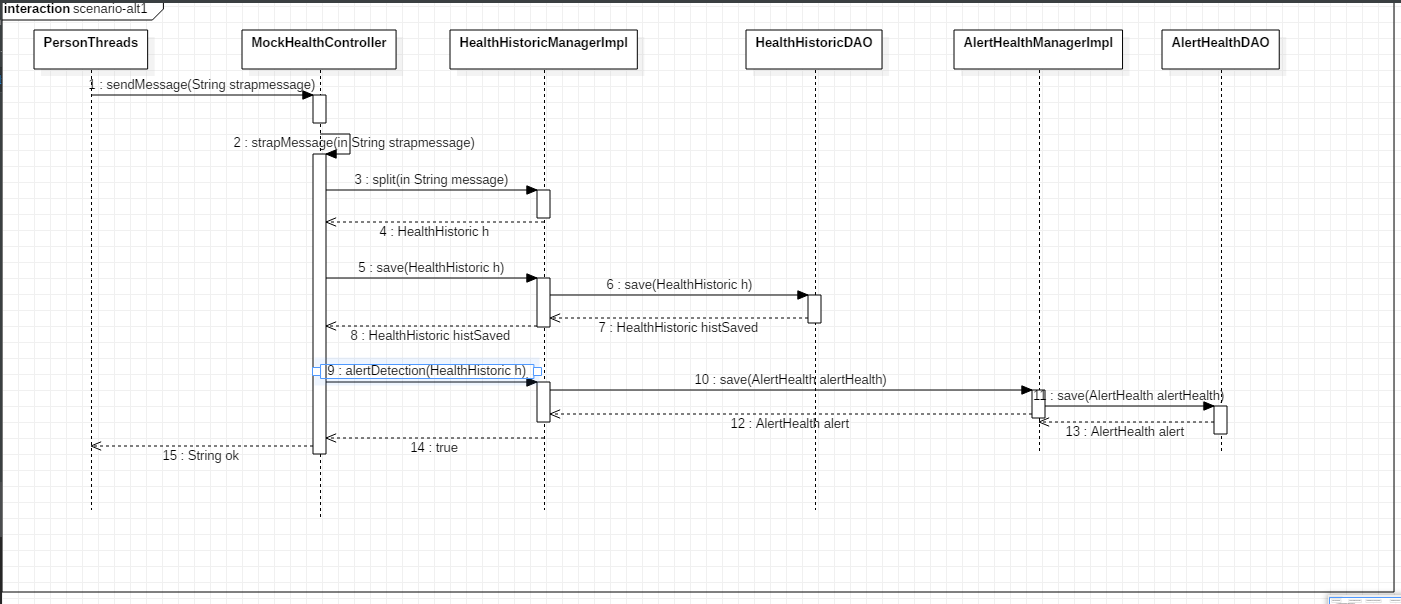 interaction scenario-alt1
PersonThreads
MockHealthController
HealthHistoricManagerImpl
HealthHistoricDAO
AlertHealthManagerImpl
AlertHealthDAO
1 : sendMessage(String strapmessage)
2 : strapMessage(in String strapmessage)
3 : split(in String message)
4 : HealthHistoric h
5 : save(HealthHistoric h)
6 : save(HealthHistoric h)
7 : HealthHistoric histSaved
8 : HealthHistoric histSaved
9 : alertDetection(HealthHistoric h)
10 : save(AlertHealth alertHealth)
11 : save(AlertHealth alertHealth)
12 : AlertHealth alert
13 : AlertHealth alert
14 : true
15 : String ok